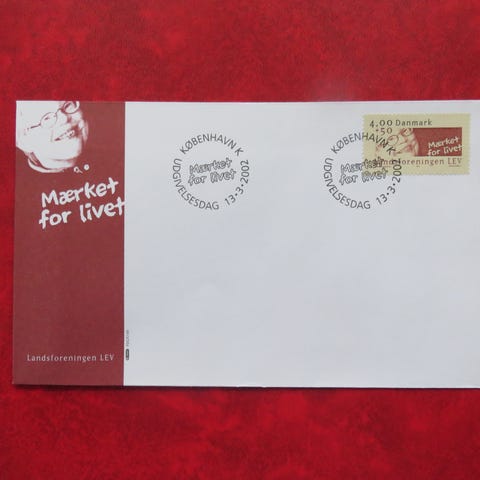 Mærket
for livet
Landsforeningen LEV
KØBENHAVN K
Mærket
for livet
UDGIVELSESDAG 13•3•2002
KØBENHAVN K
Mærket
for livet
UDGIVELSESDAG 13•3•2002
4.00 Danmark
+50
Mærket
for livet
Landsforeningen LEV